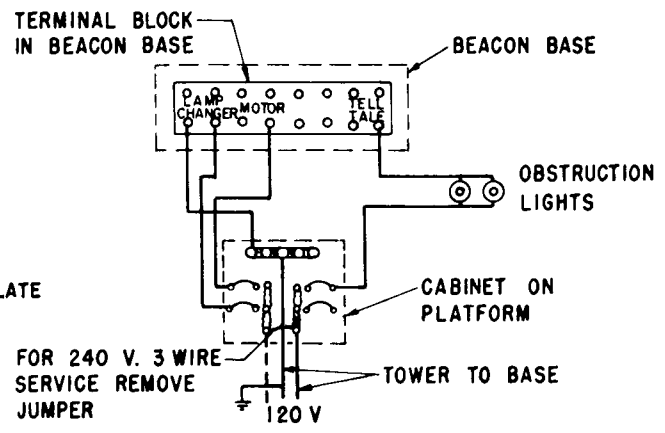 TERMINAL BLOCK
IN BEACON BASE
BEACON BASE
LAMP
CHANGER
MOTOR
TELL
TALE
OBSTRUCTION
LIGHTS
LATE
CABINET ON
PLATFORM
FOR 240 V. 3 WIRE
SERVICE REMOVE
JUMPER
TOWER TO BASE
120 V